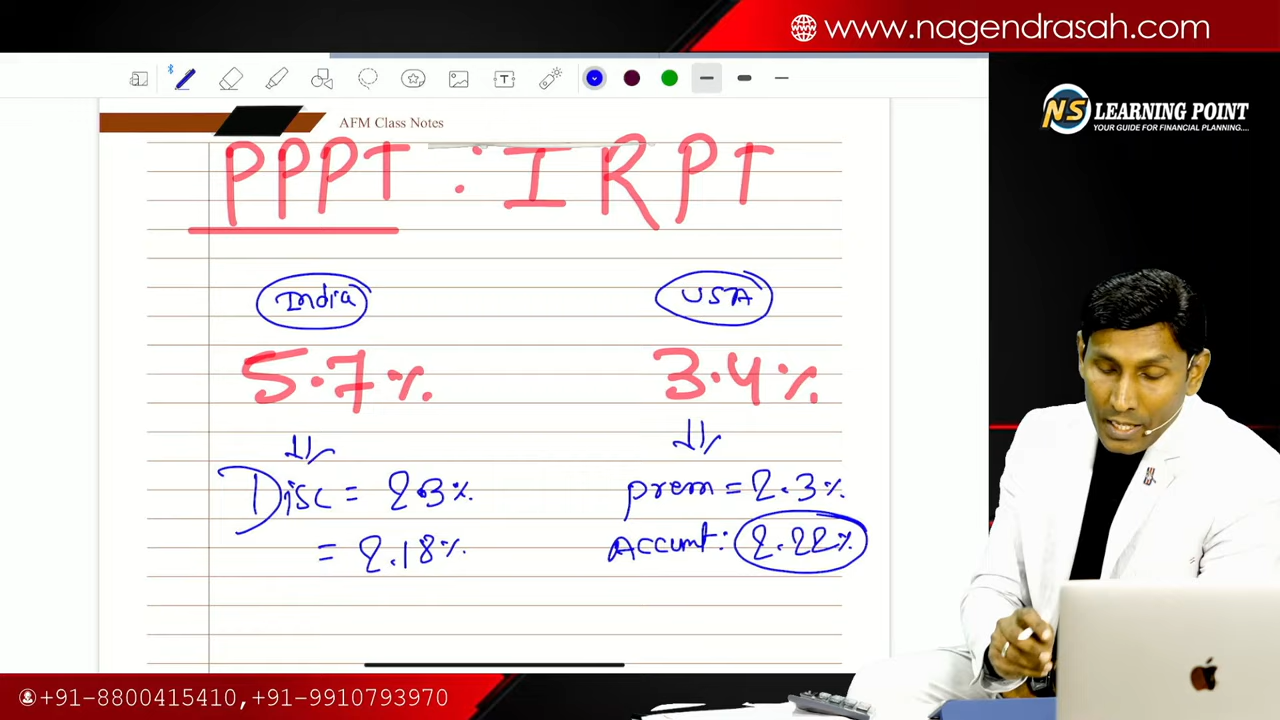 www.nagendrasah.com
NS LEARNING POINT
YOUR GUIDE FOR FINANCIAL PLANNING....
AFM Class Notes
PPPT : IRPT
India USA
5.7% 3.4%
Disc = 2.3% prem = 2.3%
= 2.18% Accunt: 2.22%
+91-8800415410,+91-9910793970